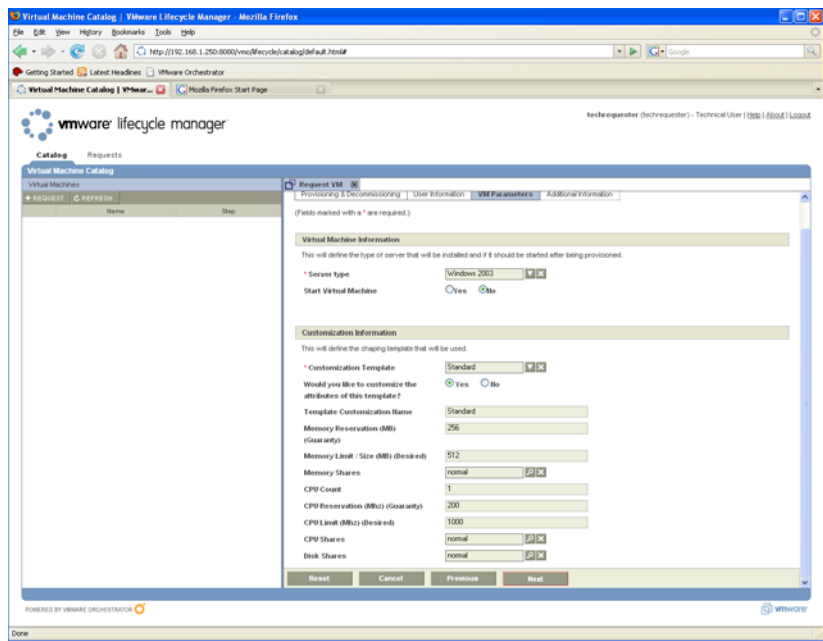 Virtual Machine Catalog | VMware Lifecycle Manager - Mozilla Firefox
File Edit View History Bookmarks Tools Help
http://192.168.1.250:8080/vmo/lifecycle/catalog/default.html#
Google
Getting Started Latest Headlines VMware Orchestrator
Virtual Machine Catalog | VMwar... Mozilla Firefox Start Page
vmware lifecycle manager
techrequester (techrequester) - Technical User | Help | About | Logout
Catalog Requests
Virtual Machine Catalog
Virtual Machines
Request VM
REQUEST REFRESH
Name Step
Provisioning & Decommissioning User Information VM Parameters Additional Information
(Fields marked with a * are required.)
Virtual Machine Information
This will define the type of server that will be installed and if it should be started after being provisioned.
* Server type Windows 2003
Start Virtual Machine Yes No
Customization Information
This will define the shaping template that will be used.
* Customization Template Standard
Would you like to customize the Yes No
attributes of this template?
Template Customization Name Standard
Memory Reservation (MB) 256
(Guaranty)
Memory Limit / Size (MB) (Desired) 512
Memory Shares normal
CPU Count 1
CPU Reservation (Mhz) (Guaranty) 200
CPU Limit (Mhz) (Desired) 1000
CPU Shares normal
Disk Shares normal
Reset Cancel Previous Next
POWERED BY VMWARE ORCHESTRATOR
vmware
Done